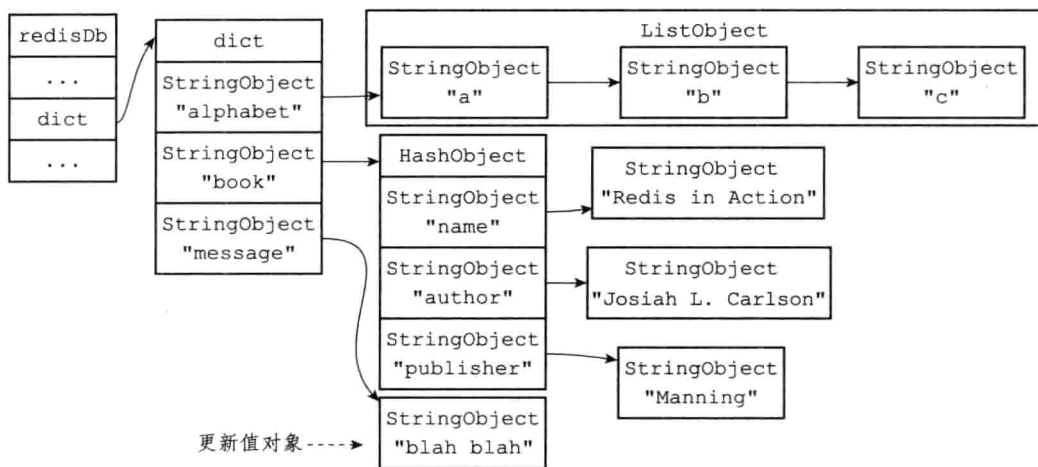 redisDb
...
dict
...
dict
StringObject
"alphabet"
StringObject
"book"
StringObject
"message"
ListObject
StringObject
"a"
StringObject
"b"
StringObject
"c"
HashObject
StringObject
"name"
StringObject
"author"
StringObject
"publisher"
StringObject
"Redis in Action"
StringObject
"Josiah L. Carlson"
StringObject
"Manning"
StringObject
"blah blah"
更新值对象